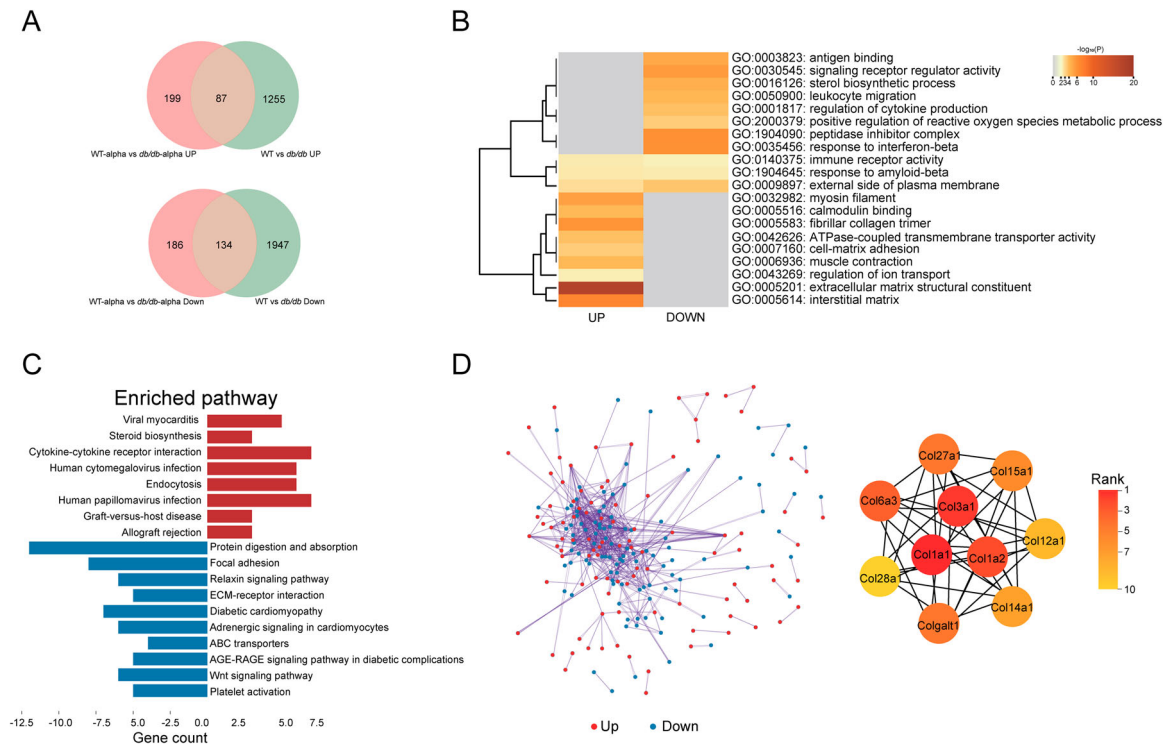 A
199
87
1255
WT-alpha vs db/db-alpha UP
WT vs db/db UP
186
134
1947
WT-alpha vs db/db-alpha Down
WT vs db/db Down
B
GO:0003823: antigen binding
GO:0030545: signaling receptor regulator activity
GO:0016126: sterol biosynthetic process
GO:0050900: leukocyte migration
GO:0001817: regulation of cytokine production
GO:2000379: positive regulation of reactive oxygen species metabolic process
GO:1904090: peptidase inhibitor complex
GO:0035456: response to interferon-beta
GO:0140375: immune receptor activity
GO:1904645: response to amyloid-beta
GO:0009897: external side of plasma membrane
GO:0032982: myosin filament
GO:0005516: calmodulin binding
GO:0005583: fibrillar collagen trimer
GO:0042626: ATPase-coupled transmembrane transporter activity
GO:0007160: cell-matrix adhesion
GO:0006936: muscle contraction
GO:0043269: regulation of ion transport
GO:0005201: extracellular matrix structural constituent
GO:0005614: interstitial matrix
UP DOWN
-log10(P)
0 2 3 4 6 10 20
C
Enriched pathway
Viral myocarditis
Steroid biosynthesis
Cytokine-cytokine receptor interaction
Human cytomegalovirus infection
Endocytosis
Human papillomavirus infection
Graft-versus-host disease
Allograft rejection
Protein digestion and absorption
Focal adhesion
Relaxin signaling pathway
ECM-receptor interaction
Diabetic cardiomyopathy
Adrenergic signaling in cardiomyocytes
ABC transporters
AGE-RAGE signaling pathway in diabetic complications
Wnt signaling pathway
Platelet activation
-12.5 -10.0 -7.5 -5.0 -2.5 0.0 2.5 5.0 7.5
Gene count
D
Up Down
Col27a1
Col15a1
Col6a3
Col3a1
Col12a1
Col1a1
Col1a2
Col28a1
Col14a1
Colgalt1
Rank
1
3
5
7
10